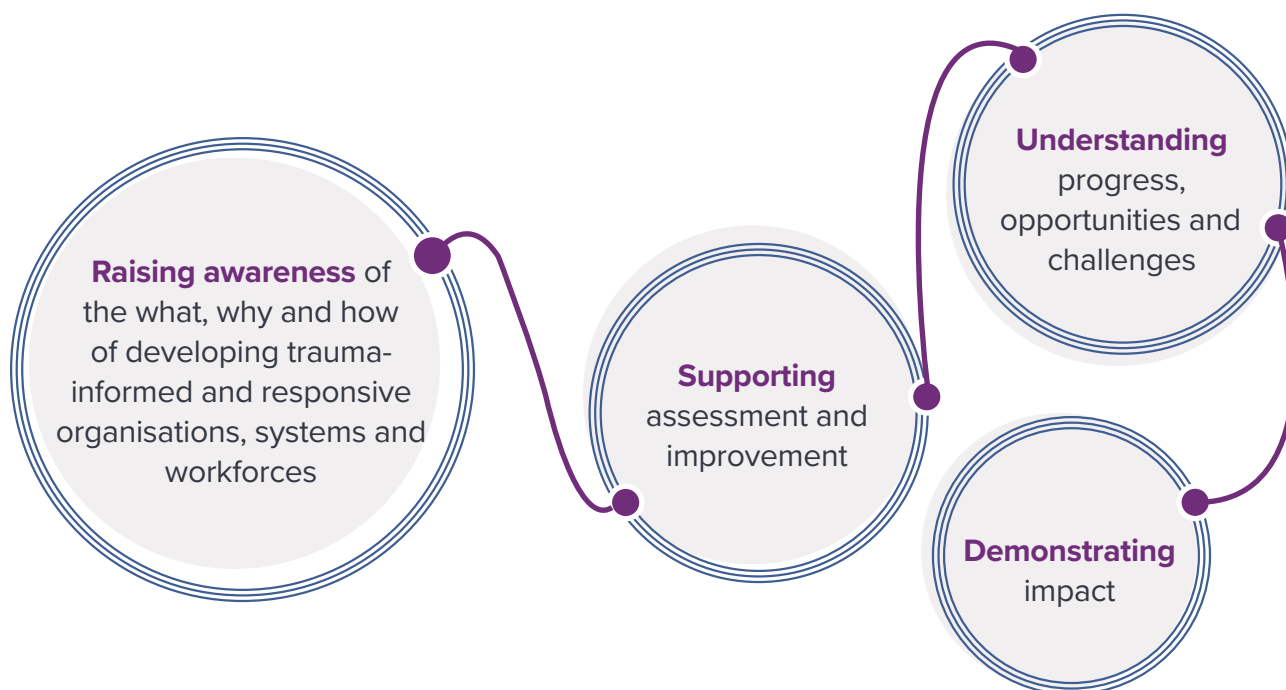 Raising awareness of
the what, why and how
of developing trauma-
informed and responsive
organisations, systems and
workforces
Supporting
assessment and
improvement
Understanding
progress,
opportunities and
challenges
Demonstrating
impact